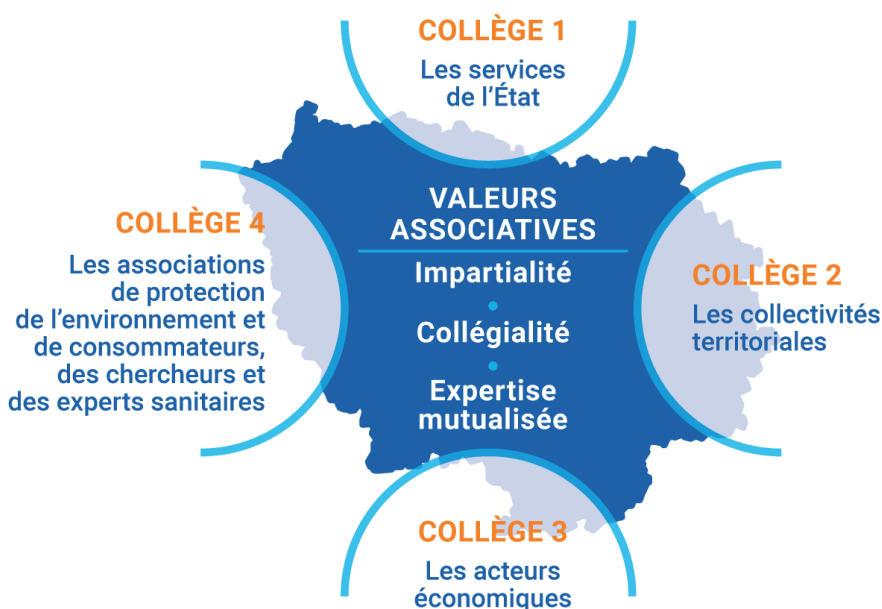 COLLÈGE 1
Les services
de l'État
VALEURS
ASSOCIATIVES
Impartialité
•
Collégialité
•
Expertise
mutualisée
COLLÈGE 4
Les associations
de protection
de l'environnement et
de consommateurs,
des chercheurs et
des experts sanitaires
COLLÈGE 2
Les collectivités
territoriales
COLLÈGE 3
Les acteurs
économiques